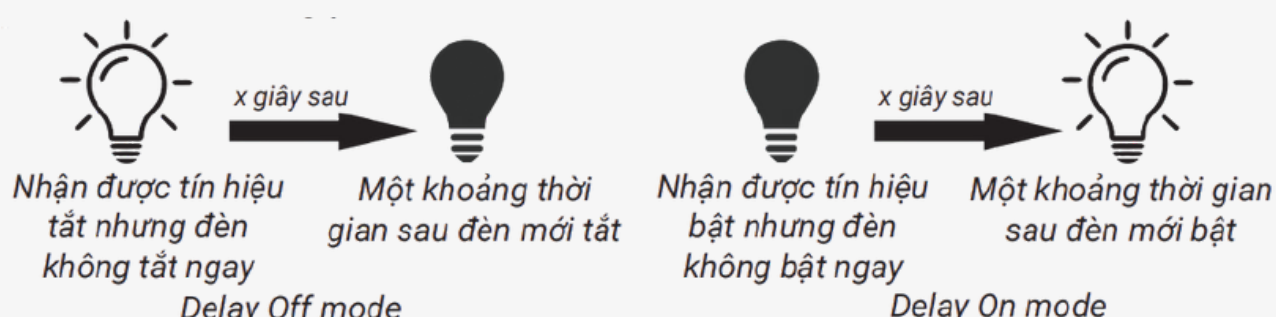 x giây sau
Nhận được tín hiệu
tắt nhưng đèn
không tắt ngay
Một khoảng thời
gian sau đèn mới tắt
Delay Off mode
x giây sau
Nhận được tín hiệu
bật nhưng đèn
không bật ngay
Một khoảng thời gian
sau đèn mới bật
Delay On mode